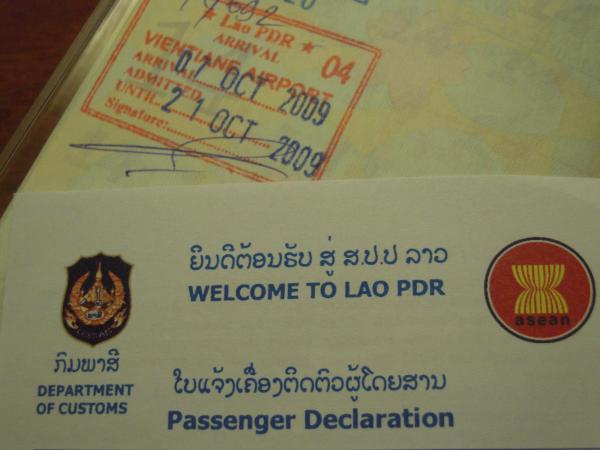 ★ Lao PDR ★
ARRIVAL
04
VIENTIANE AIRPORT
ARRIVAL 07 OCT 2009
ADMITTED
UNTIL: 21 OCT 2009
Signature:
ຍິນດີຕ້ອນຮັບ ສູ່ ສ.ປ.ປ ລາວ
WELCOME TO LAO PDR
asean
ກົມພາສີ
DEPARTMENT
OF CUSTOMS
ໃບແຈ້ງເຄື່ອງຕິດຕົວຜູ້ໂດຍສານ
Passenger Declaration